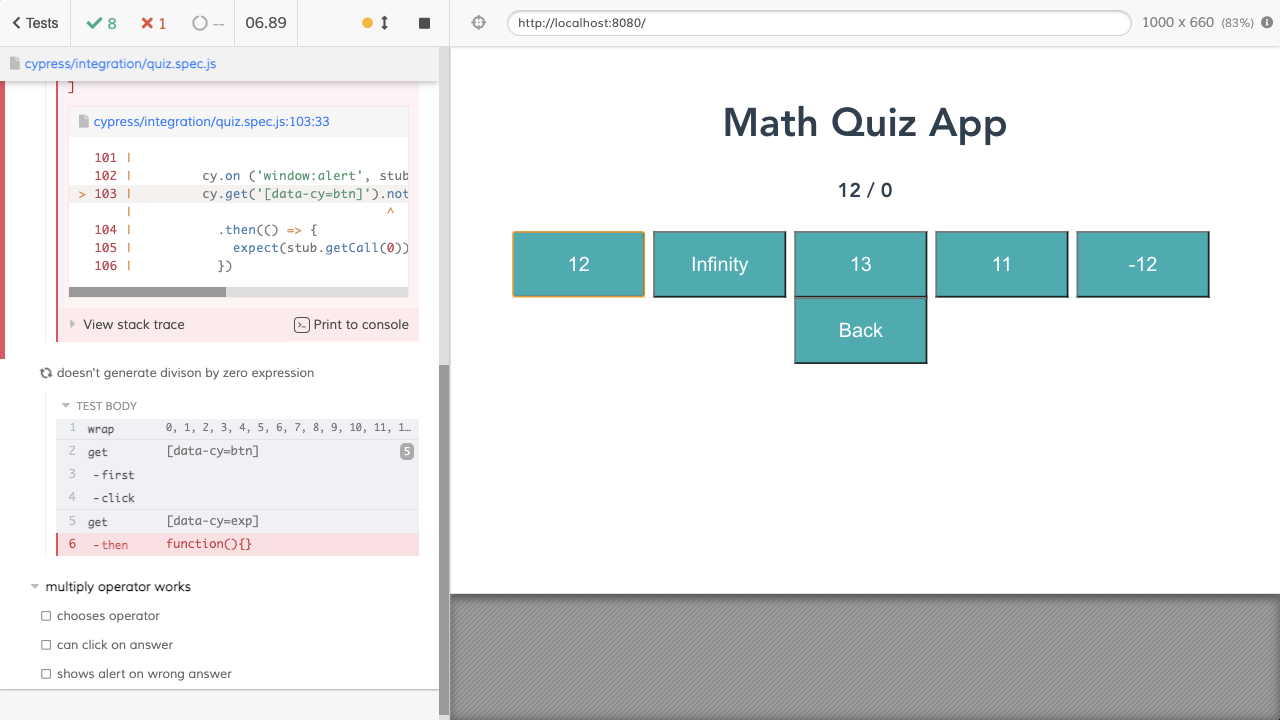 Tests 8 1 -- 06.89
http://localhost:8080/ 1000 x 660 (83%)
cypress/integration/quiz.spec.js
]
cypress/integration/quiz.spec.js:103:33
101 |
102 | cy.on ('window:alert', stub
> 103 | cy.get('[data-cy=btn]').not
| ^
104 | .then(() => {
105 | expect(stub.getCall(0))
106 | })
View stack trace Print to console
doesn't generate divison by zero expression
TEST BODY
1 wrap 0, 1, 2, 3, 4, 5, 6, 7, 8, 9, 10, 11, 1…
2 get [data-cy=btn] 5
3 -first
4 -click
5 get [data-cy=exp]
6 -then function(){}
multiply operator works
chooses operator
can click on answer
shows alert on wrong answer
Math Quiz App
12 / 0
12 Infinity 13 11 -12
Back